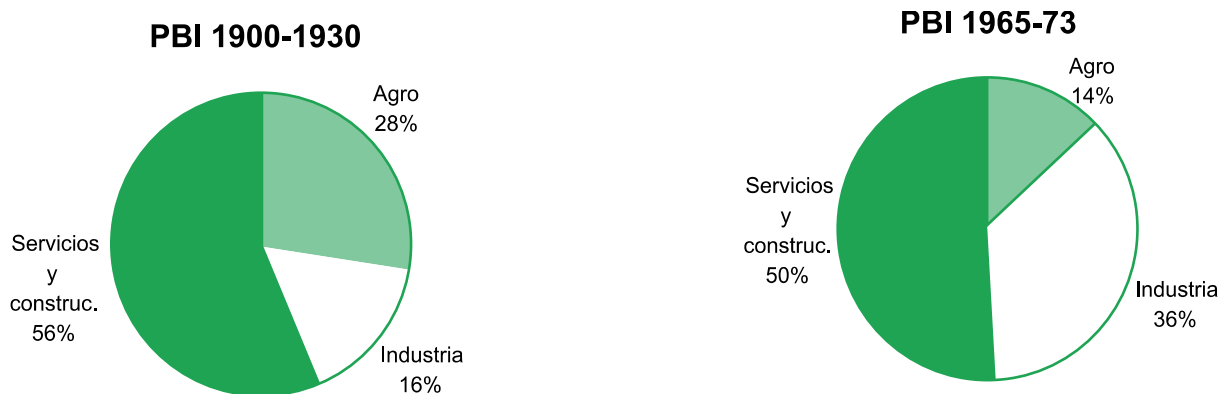 PBI 1900-1930
Agro
28%
Servicios
y
construc.
56%
Industria
16%
PBI 1965-73
Agro
14%
Servicios
y
construc.
50%
Industria
36%